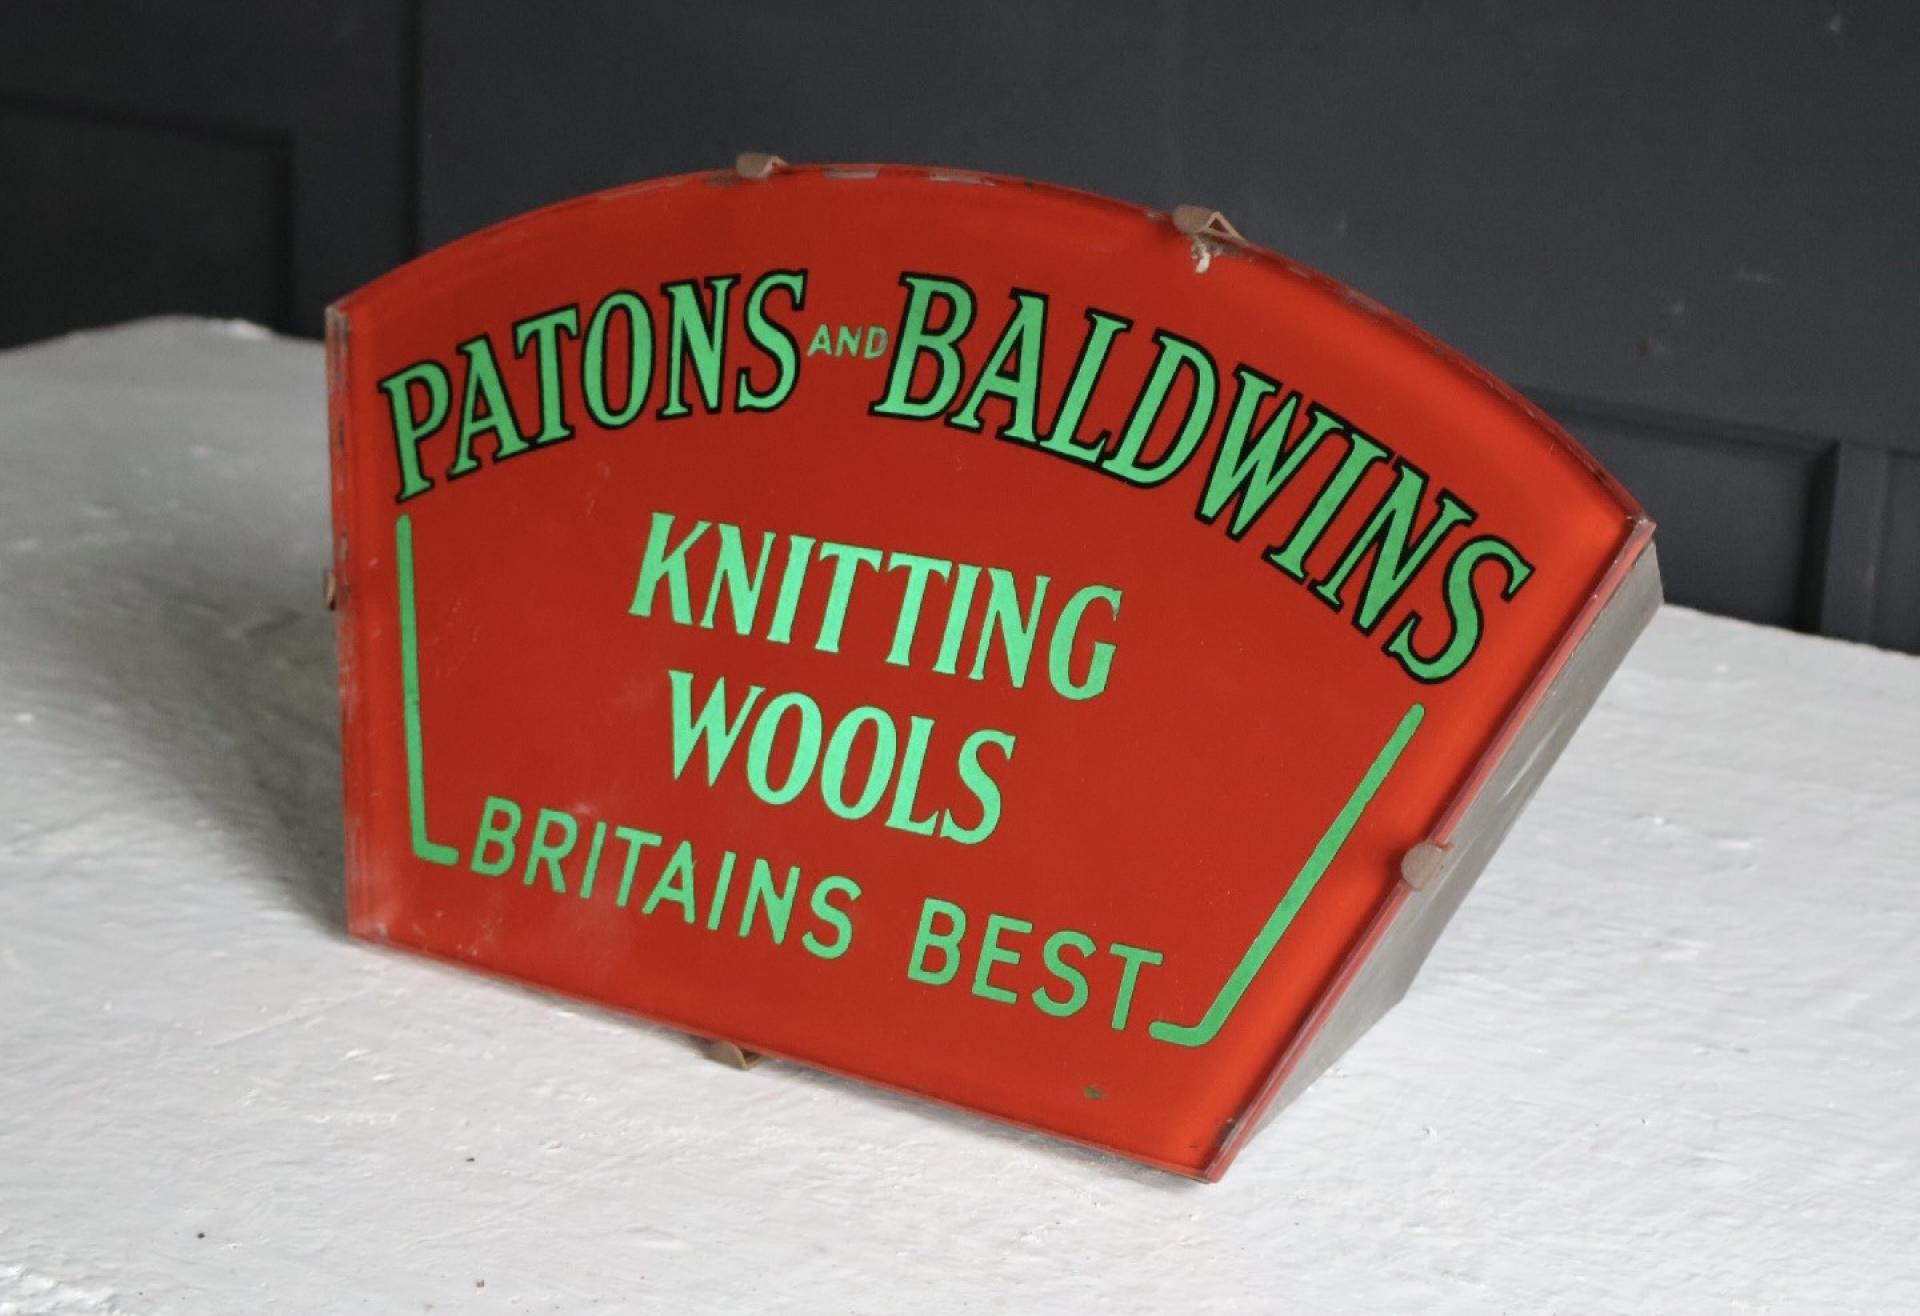 PATONS AND BALDWINS
KNITTING
WOOLS
BRITAINS BEST